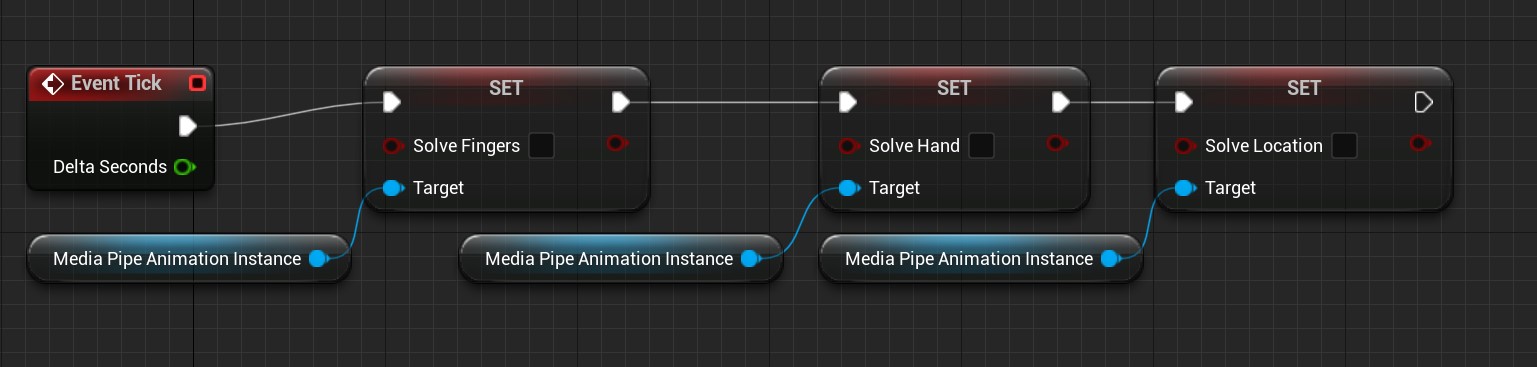 Event Tick
Delta Seconds
SET
Solve Fingers
Target
SET
Solve Hand
Target
SET
Solve Location
Target
Media Pipe Animation Instance
Media Pipe Animation Instance
Media Pipe Animation Instance